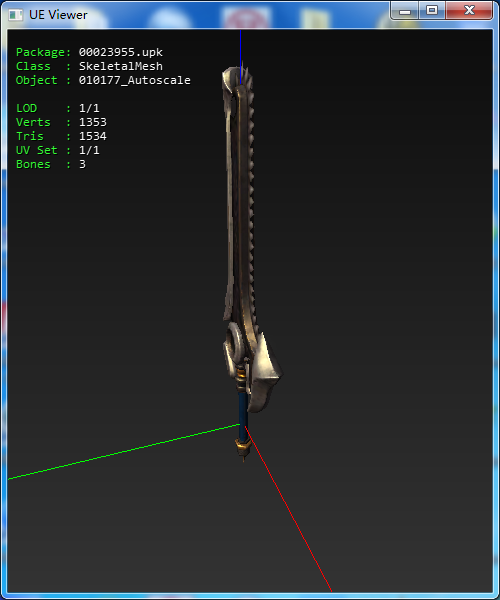 UE Viewer
Package: 00023955.upk
Class  : SkeletalMesh
Object : 010177_Autoscale
LOD    : 1/1
Verts  : 1353
Tris   : 1534
UV Set : 1/1
Bones  : 3